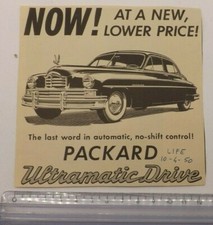 NOW! AT A NEW,
LOWER PRICE!
The last word in automatic, no-shift control!
PACKARD
LIFE
Ultramatic Drive